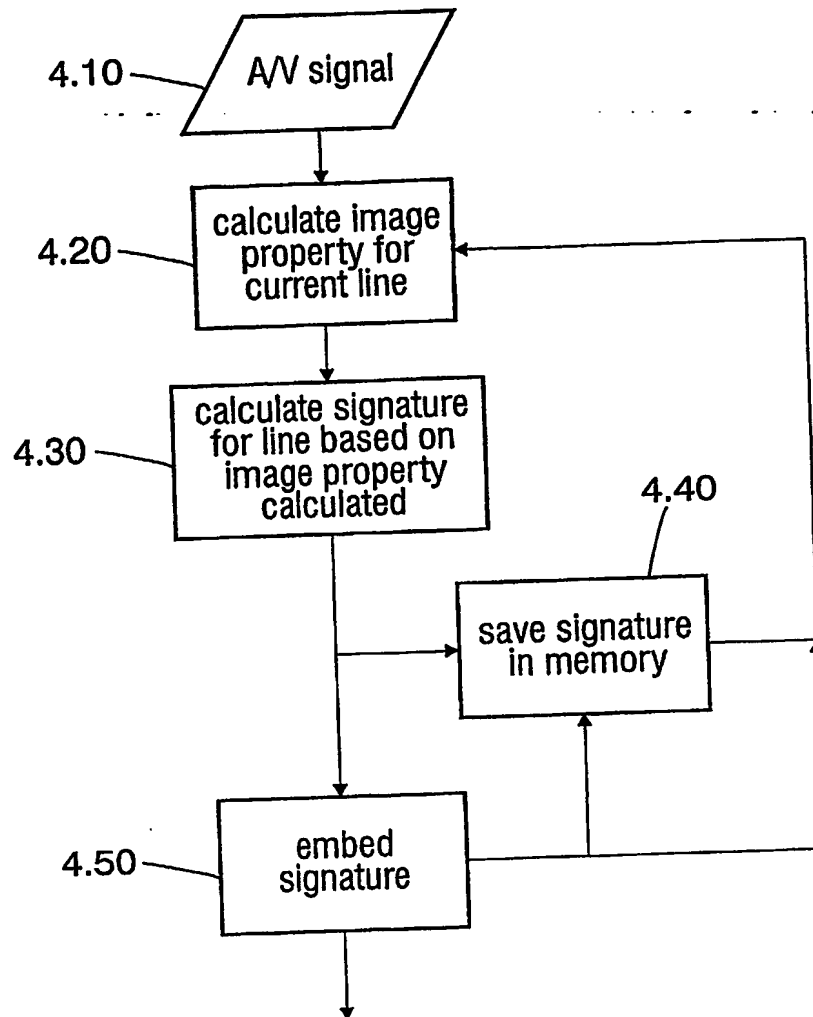 4.10
A/V signal
4.20
calculate image
property for
current line
4.30
calculate signature
for line based on
image property
calculated
4.40
save signature
in memory
4.50
embed
signature